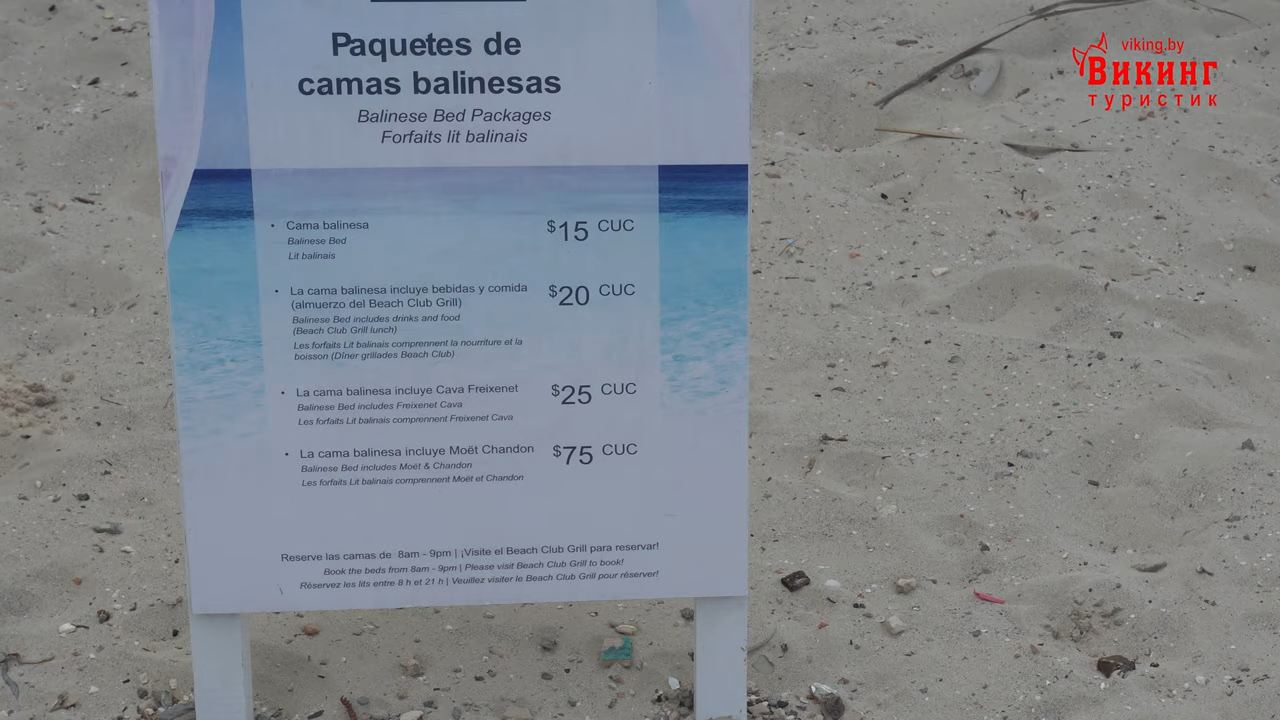 Paquetes de
camas balinesas
Balinese Bed Packages
Forfaits lit balinais
• Cama balinesa $15 CUC
Balinese Bed
Lit balinais
• La cama balinesa incluye bebidas y comida $20 CUC
(almuerzo del Beach Club Grill)
Balinese Bed includes drinks and food
(Beach Club Grill lunch)
Les forfaits Lit balinais comprennent la nourriture et la
boisson (Dîner grillades Beach Club)
• La cama balinesa incluye Cava Freixenet $25 CUC
Balinese Bed includes Freixenet Cava
Les forfaits Lit balinais comprennent Freixenet Cava
• La cama balinesa incluye Moët Chandon $75 CUC
Balinese Bed includes Moët & Chandon
Les forfaits Lit balinais comprennent Moët et Chandon
Reserve las camas de 8am - 9pm | ¡Visite el Beach Club Grill para reservar!
Book the beds from 8am - 9pm | Please visit Beach Club Grill to book!
Réservez les lits entre 8 h et 21 h | Veuillez visiter le Beach Club Grill pour réserver!
viking.by
Викинг
туристик